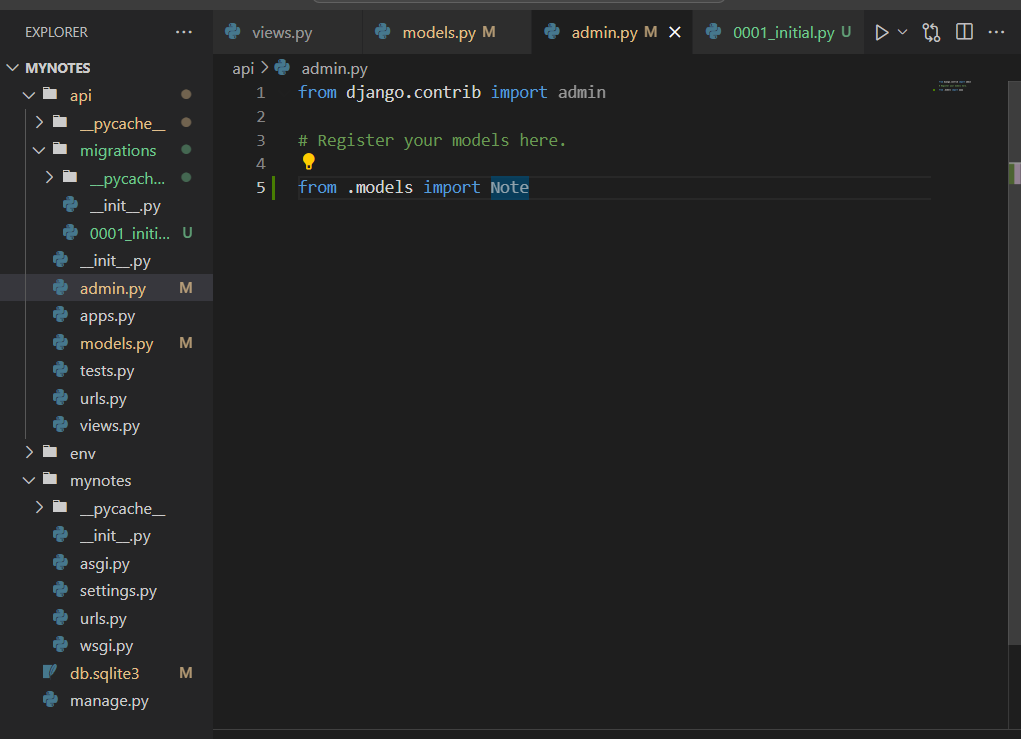 EXPLORER
MYNOTES
api
__pycache__
migrations
__pycach...
__init__.py
0001_initi... U
__init__.py
admin.py M
apps.py
models.py M
tests.py
urls.py
views.py
env
mynotes
__pycache__
__init__.py
asgi.py
settings.py
urls.py
wsgi.py
db.sqlite3 M
manage.py
views.py models.py M admin.py M 0001_initial.py U
api > admin.py
1 from django.contrib import admin
2
3 # Register your models here.
4
5 from .models import Note